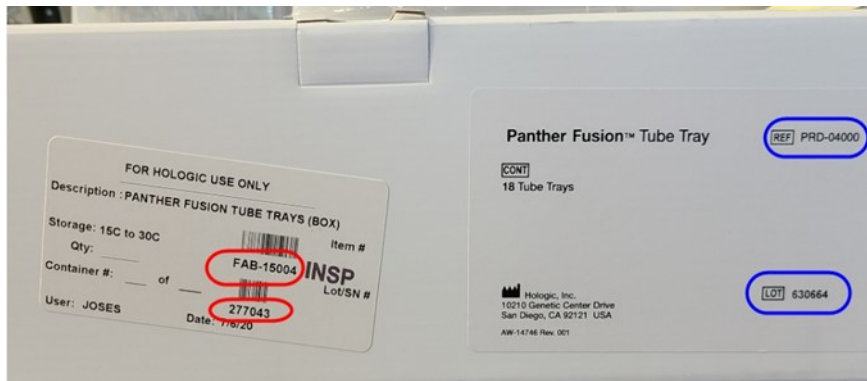 FOR HOLOGIC USE ONLY
Description : PANTHER FUSION TUBE TRAYS (BOX)
Storage: 15C to 30C
Item #
Qty:
FAB-15004
INSP
Container #: ___ of ___
Lot/SN #
277043
User: JOSES
Date: 7/6/20
Panther Fusion™ Tube Tray
REF PRD-04000
CONT
18 Tube Trays
Hologic, Inc.
10210 Genetic Center Drive
San Diego, CA 92121 USA
LOT 630664
AW-14746 Rev. 001